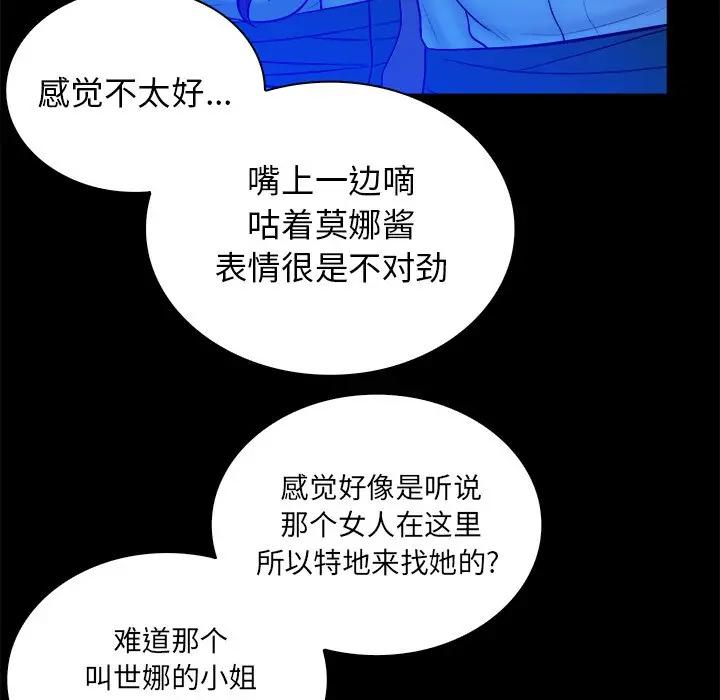 感觉不太好...
嘴上一边嘀
咕着莫娜酱
表情很是不对劲
感觉好像是听说
那个女人在这里
所以特地来找她的?
难道那个
叫世娜的小姐